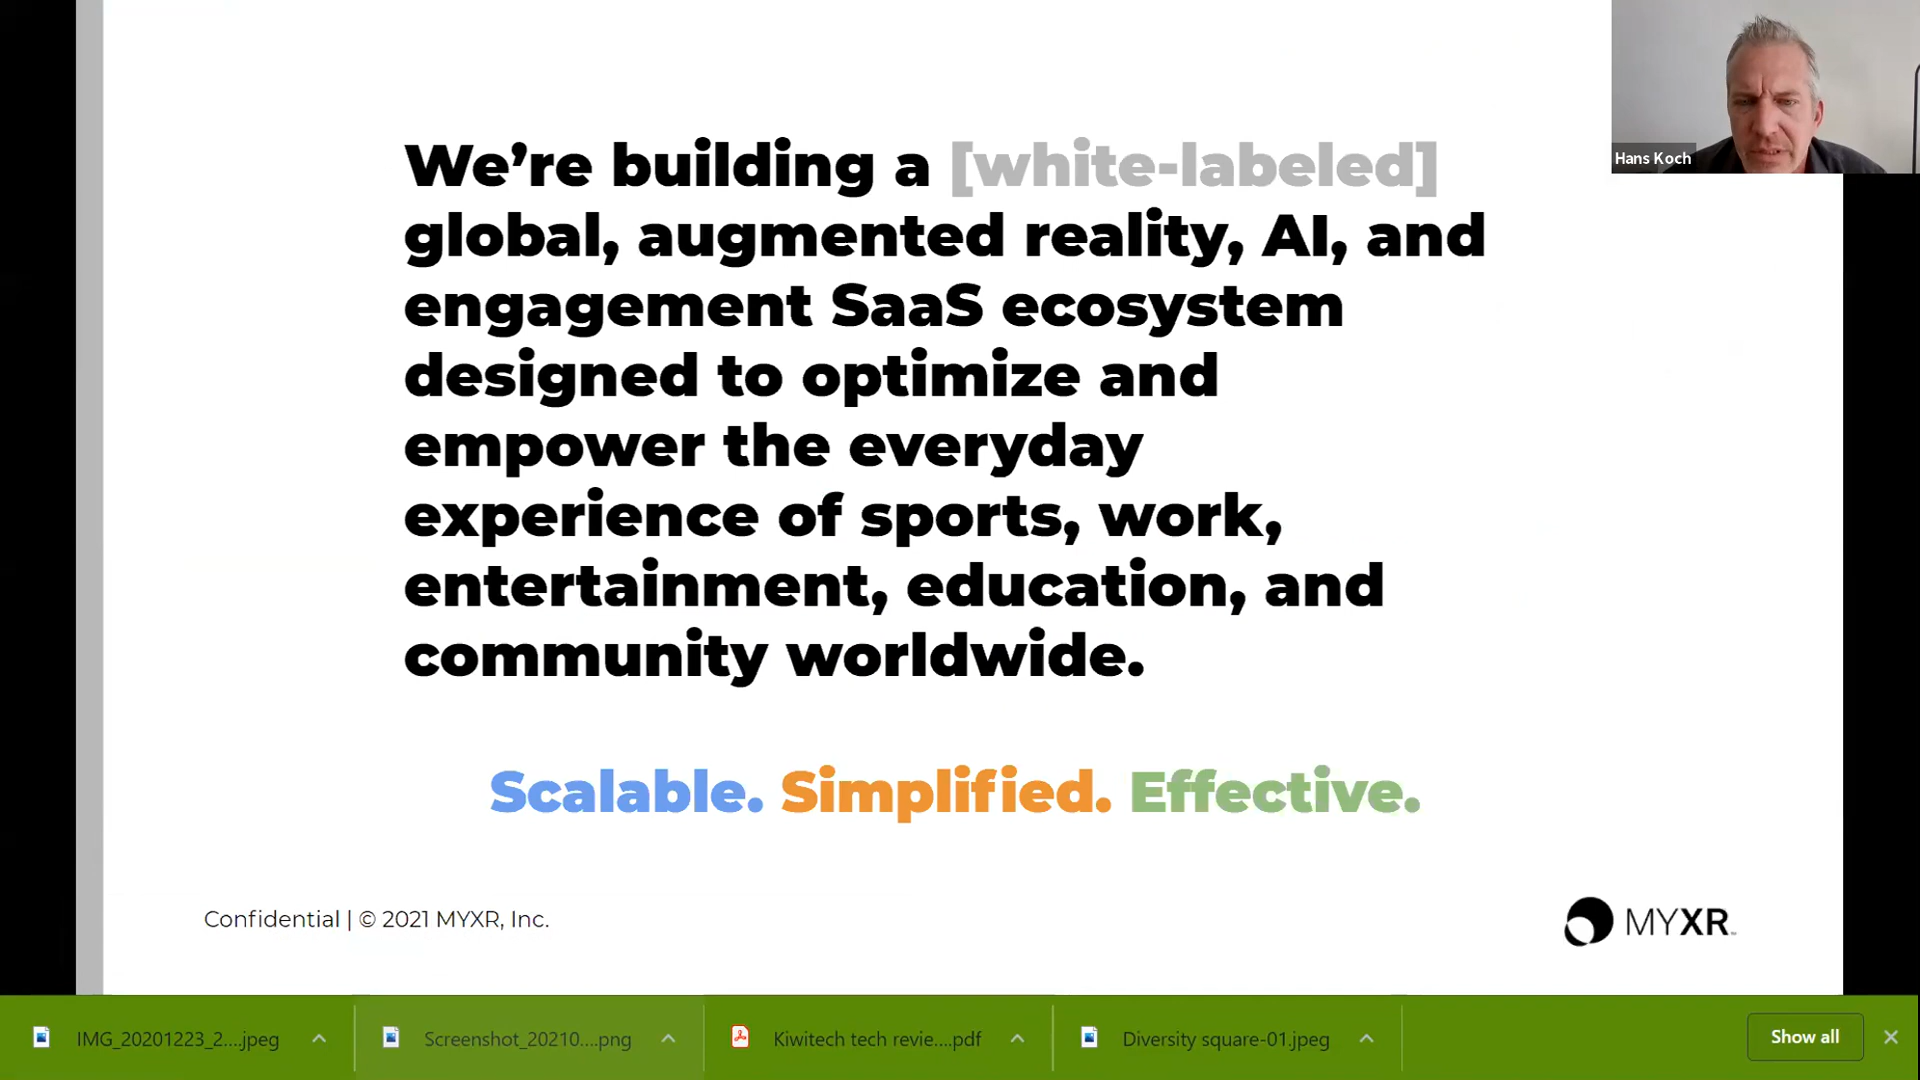 We're building a [white-labeled]
global, augmented reality, AI, and
engagement SaaS ecosystem
designed to optimize and
empower the everyday
experience of sports, work,
entertainment, education, and
community worldwide.
Scalable. Simplified. Effective.
Confidential | © 2021 MYXR, Inc.
MYXR
Hans Koch
IMG_20201223_2....jpeg
Screenshot_20210....png
Kiwitech tech revie....pdf
Diversity square-01.jpeg
Show all